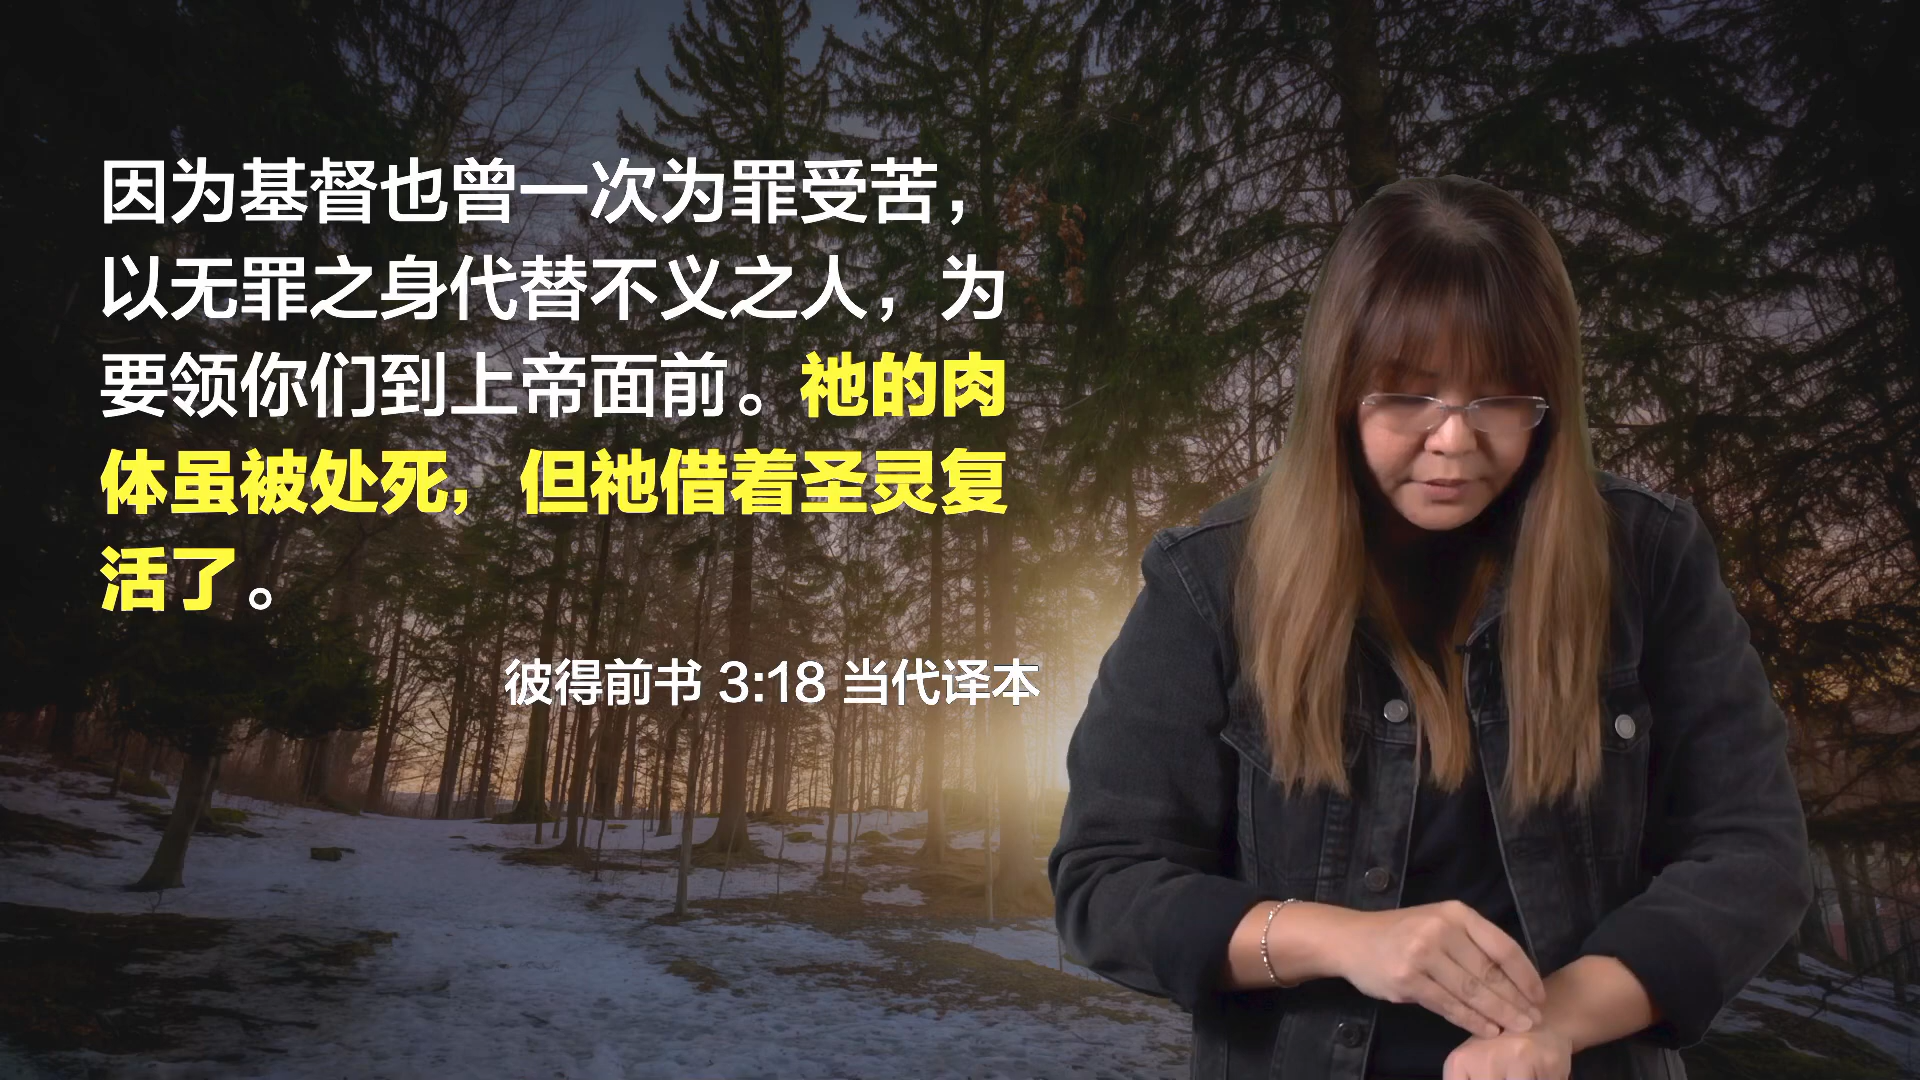 因为基督也曾一次为罪受苦，
以无罪之身代替不义之人，为
要领你们到上帝面前。祂的肉
体虽被处死，但祂借着圣灵复
活了。
彼得前书 3:18 当代译本